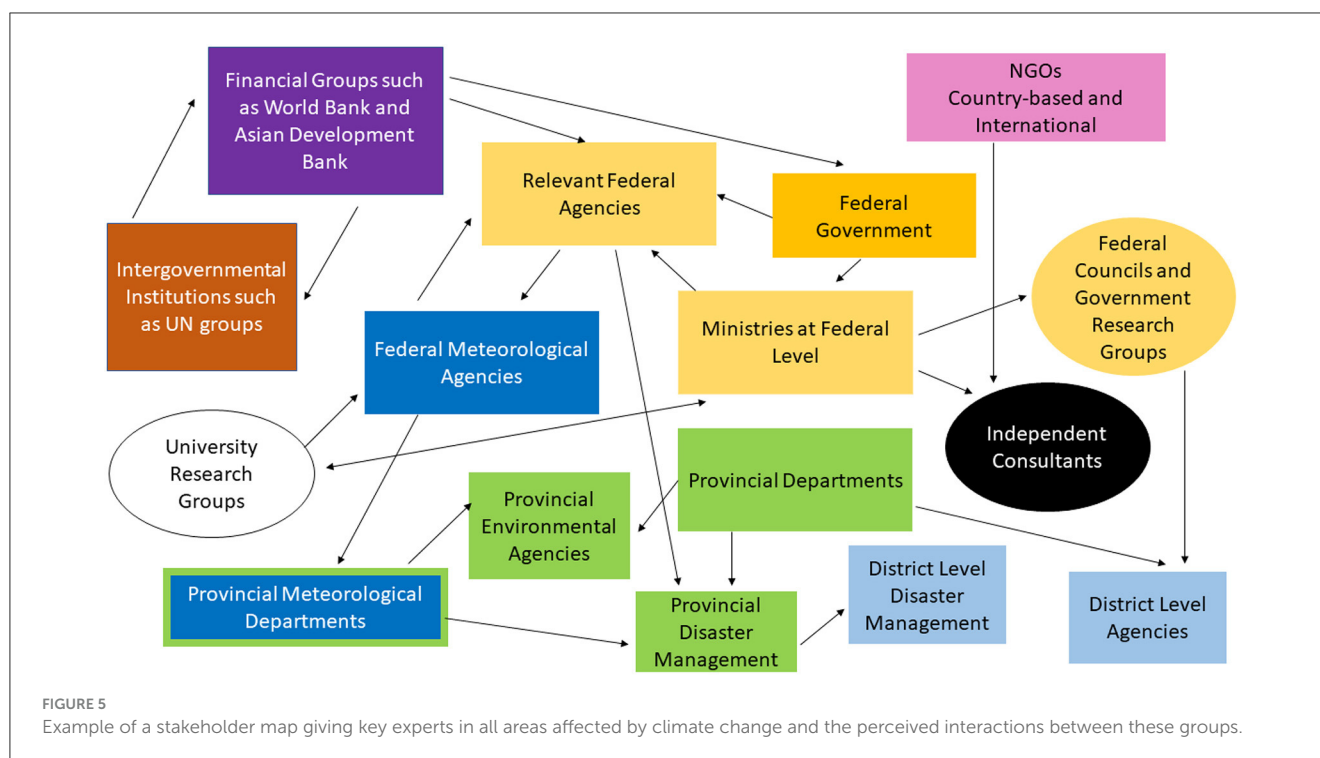 Financial Groups such
as World Bank and
Asian Development
Bank
NGOs
Country-based and
International
Relevant Federal
Agencies
Federal
Government
Federal
Councils and
Government
Research
Groups
Intergovernmental
Institutions such
as UN groups
Ministries at Federal
Level
Federal Meteorological
Agencies
University
Research
Groups
Independent
Consultants
Provincial Departments
Provincial
Environmental
Agencies
Provincial Meteorological
Departments
Provincial
Disaster
Management
District Level
Disaster
Management
District Level
Agencies
FIGURE 5
Example of a stakeholder map giving key experts in all areas affected by climate change and the perceived interactions between these groups.